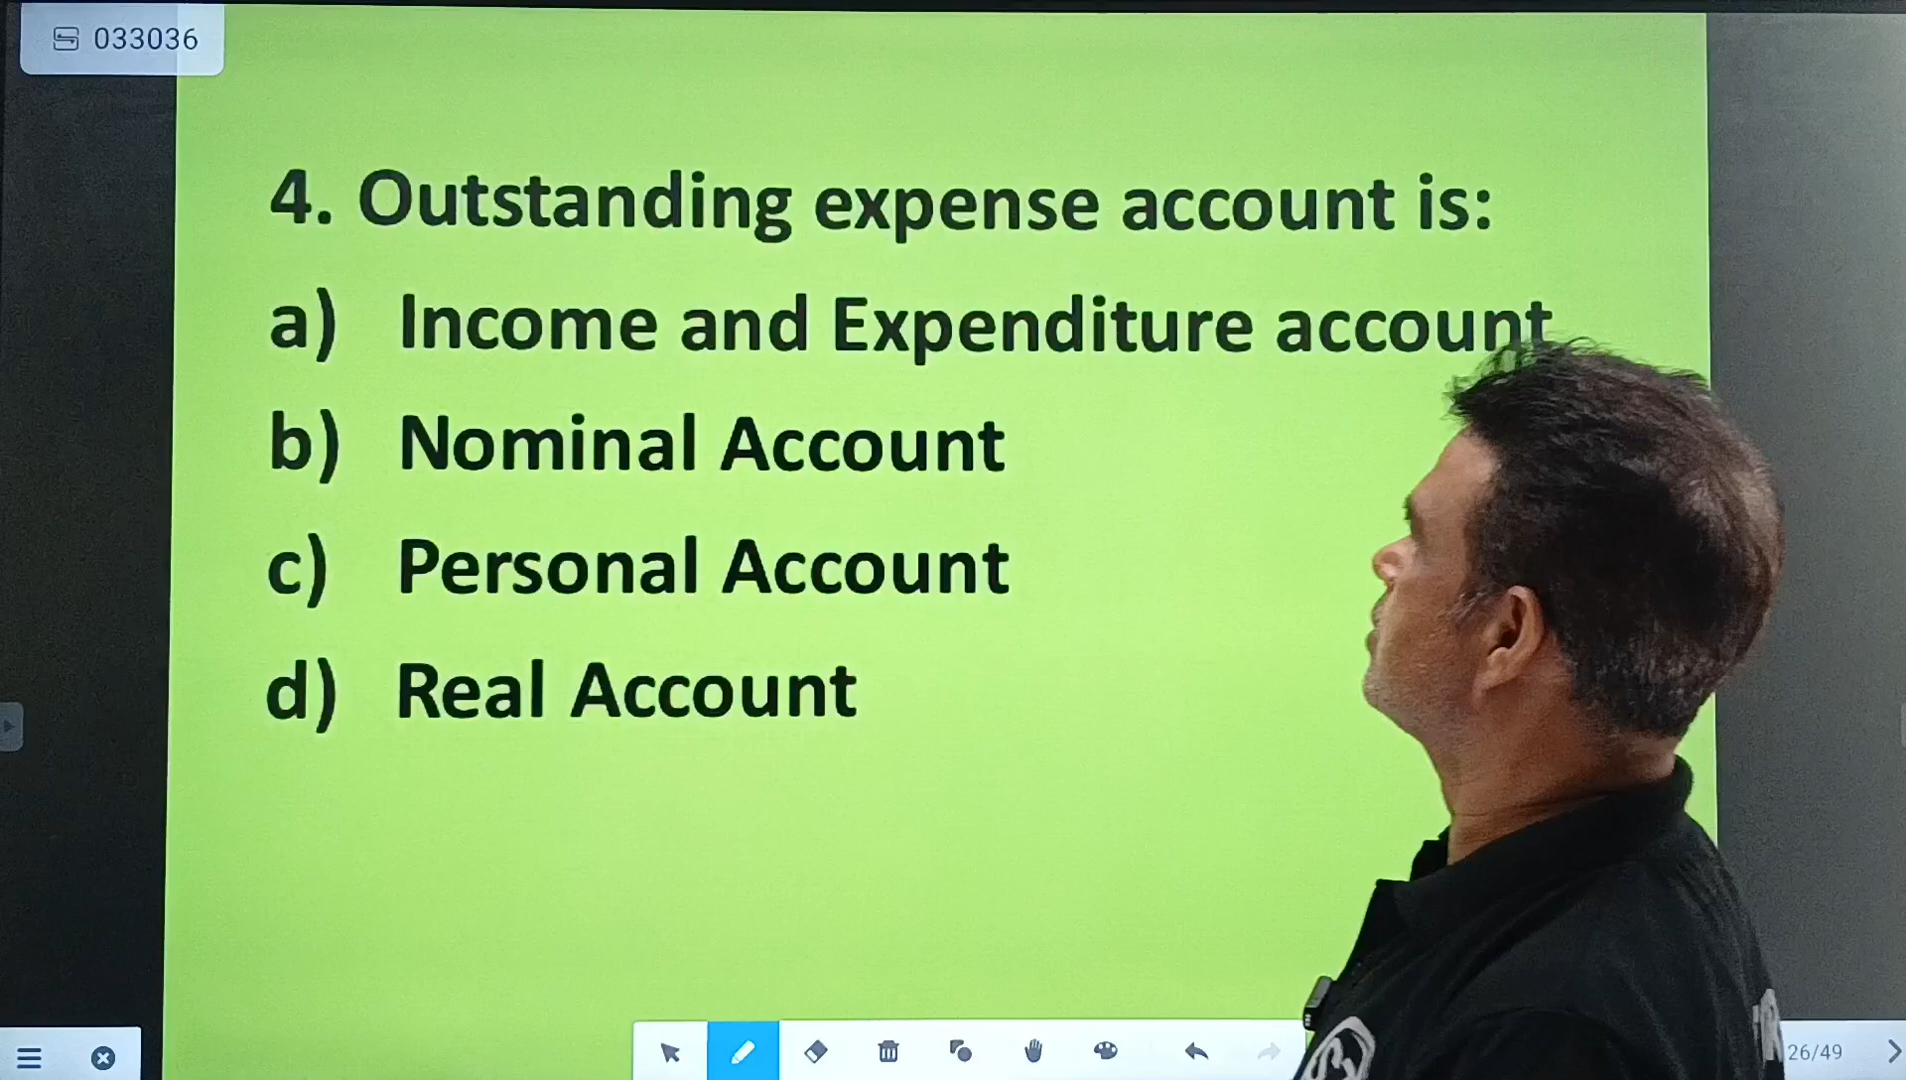 033036
4. Outstanding expense account is:
a) Income and Expenditure account
b) Nominal Account
c) Personal Account
d) Real Account
26/49